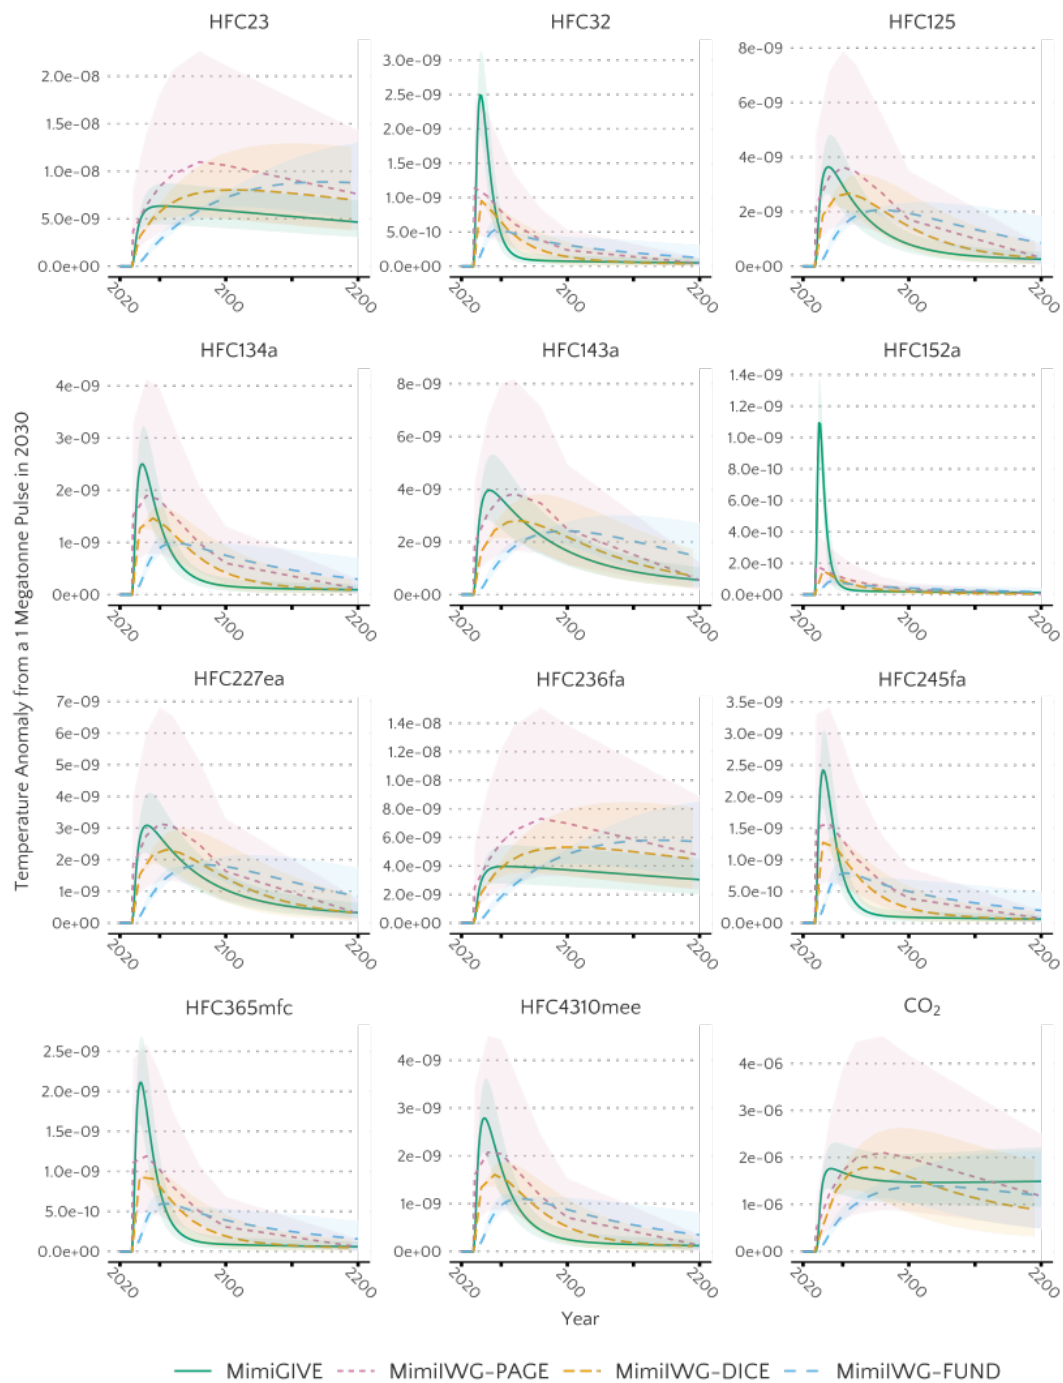 HFC23
HFC32
HFC125
2.0e-08
1.5e-08
1.0e-08
5.0e-09
0.0e+00
3.0e-09
2.5e-09
2.0e-09
1.5e-09
1.0e-09
5.0e-10
0.0e+00
8e-09
6e-09
4e-09
2e-09
0e+00
2020
2100
2200
2020
2100
2200
2020
2100
2200
HFC134a
HFC143a
HFC152a
4e-09
3e-09
2e-09
1e-09
0e+00
8e-09
6e-09
4e-09
2e-09
0e+00
1.4e-09
1.2e-09
1.0e-09
8.0e-10
6.0e-10
4.0e-10
2.0e-10
0.0e+00
2020
2100
2200
2020
2100
2200
2020
2100
2200
Temperature Anomaly from a 1 Megatonne Pulse in 2030
HFC227ea
HFC236fa
HFC245fa
7e-09
6e-09
5e-09
4e-09
3e-09
2e-09
1e-09
0e+00
1.4e-08
1.2e-08
1.0e-08
8.0e-09
6.0e-09
4.0e-09
2.0e-09
0.0e+00
3.5e-09
3.0e-09
2.5e-09
2.0e-09
1.5e-09
1.0e-09
5.0e-10
0.0e+00
2020
2100
2200
2020
2100
2200
2020
2100
2200
HFC365mfc
HFC4310mee
CO₂
2.5e-09
2.0e-09
1.5e-09
1.0e-09
5.0e-10
0.0e+00
4e-09
3e-09
2e-09
1e-09
0e+00
4e-06
3e-06
2e-06
1e-06
0e+00
2020
2100
2200
2020
2100
2200
2020
2100
2200
Year
MimiGIVE
MimiIWG-PAGE
MimiIWG-DICE
MimiIWG-FUND